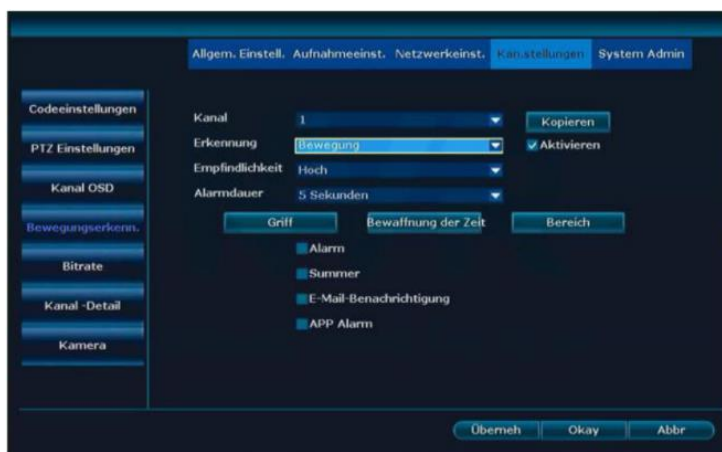 Allgem. Einstell. Aufnahmeeinst. Netzwerkeinst. Kan.stellungen System Admin
Codeeinstellungen
PTZ Einstellungen
Kanal OSD
Bewegungserkenn.
Bitrate
Kanal -Detail
Kamera
Kanal 1 Kopieren
Erkennung Bewegung Aktivieren
Empfindlichkeit Hoch
Alarmdauer 5 Sekunden
Griff Bewaffnung der Zeit Bereich
Alarm
Summer
E-Mail-Benachrichtigung
APP Alarm
Überneh Okay Abbr